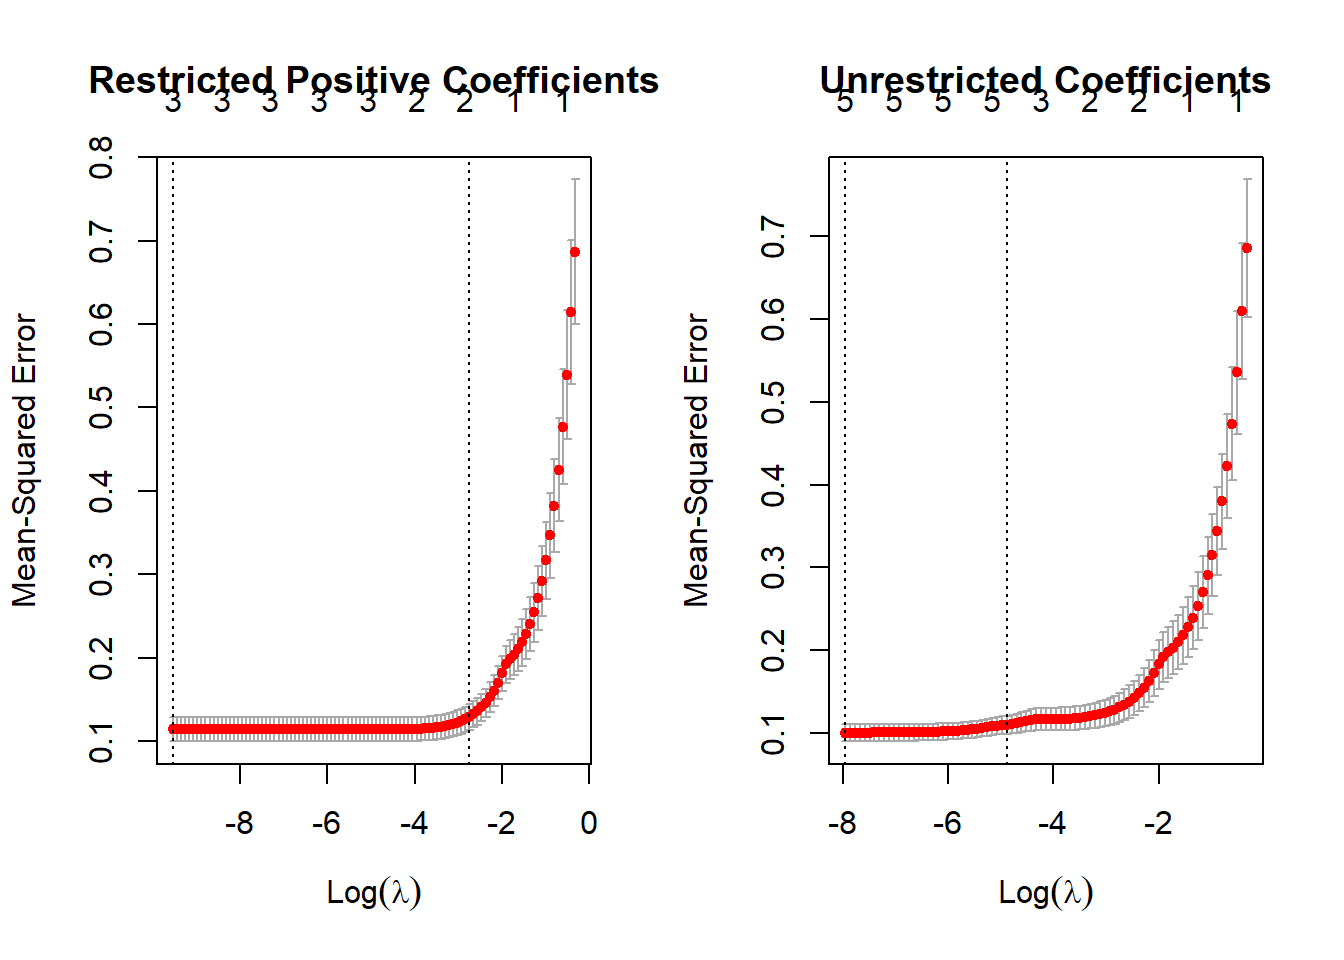 Restricted Positive Coefficients
3 3 3 3 3 2 2 1 1
0.8
0.7
0.6
0.5
0.4
0.3
0.2
0.1
Mean-Squared Error
-8 -6 -4 -2 0
Log(λ)
Unrestricted Coefficients
5 5 5 5 3 2 2 1 1
0.7
0.6
0.5
0.4
0.3
0.2
0.1
Mean-Squared Error
-8 -6 -4 -2
Log(λ)